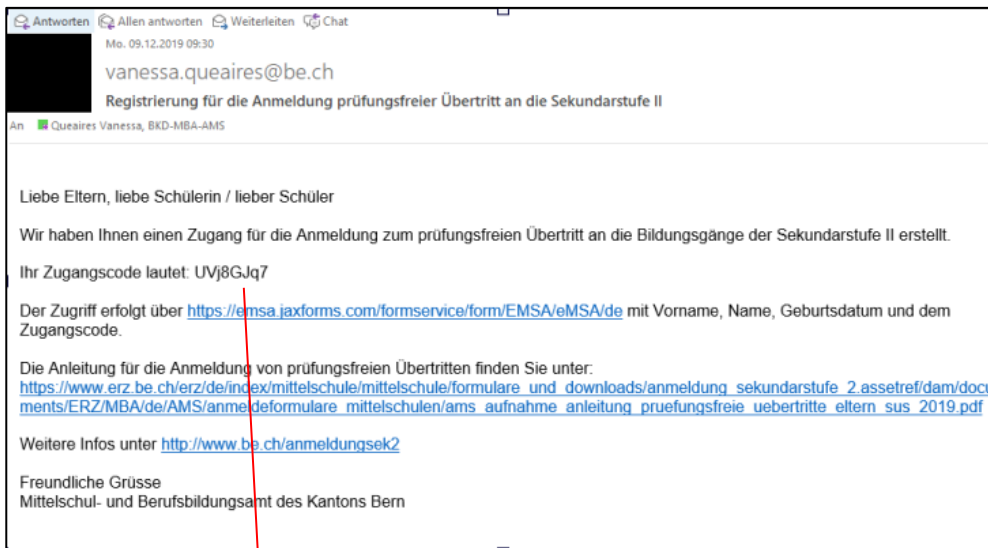 Antworten Allen antworten Weiterleiten Chat
Mo. 09.12.2019 09:30
vanessa.queaires@be.ch
Registrierung für die Anmeldung prüfungsfreier Übertritt an die Sekundarstufe II
An Queaires Vanessa, BKD-MBA-AMS
Liebe Eltern, liebe Schülerin / lieber Schüler
Wir haben Ihnen einen Zugang für die Anmeldung zum prüfungsfreien Übertritt an die Bildungsgänge der Sekundarstufe II erstellt.
Ihr Zugangscode lautet: UVj8GJq7
Der Zugriff erfolgt über https://emsa.jaxforms.com/formservice/form/EMSA/eMSA/de mit Vorname, Name, Geburtsdatum und dem
Zugangscode.
Die Anleitung für die Anmeldung von prüfungsfreien Übertritten finden Sie unter:
https://www.erz.be.ch/erz/de/index/mittelschule/mittelschule/formulare_und_downloads/anmeldung_sekundarstufe_2.assetref/dam/docu
ments/ERZ/MBA/de/AMS/anmeldeformulare_mittelschulen/ams_aufnahme_anleitung_pruefungsfreie_uebertritte_eltern_sus_2019.pdf
Weitere Infos unter http://www.be.ch/anmeldungsek2
Freundliche Grüsse
Mittelschul- und Berufsbildungsamt des Kantons Bern